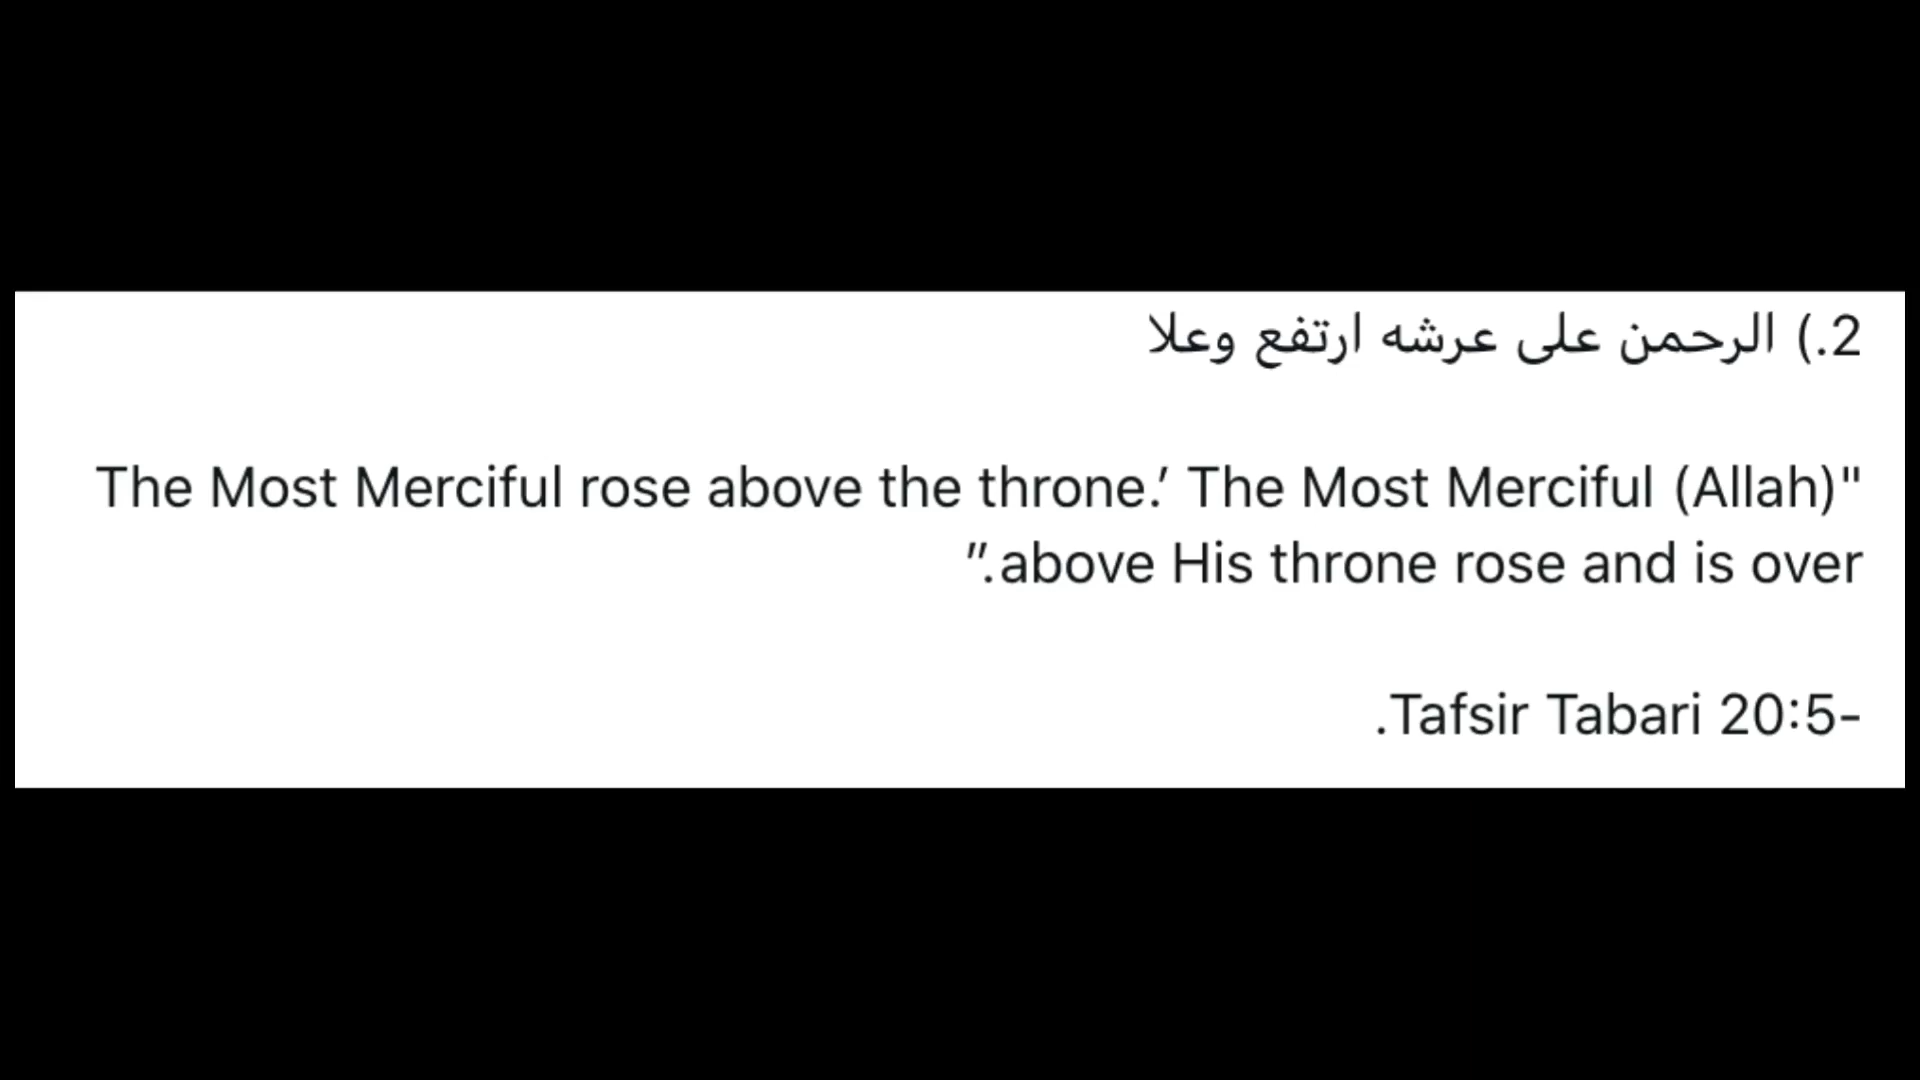 2.) الرحمن على عرشه ارتفع وعلا
The Most Merciful rose above the throne.’ The Most Merciful (Allah)"
”.above His throne rose and is over
.Tafsir Tabari 20:5-